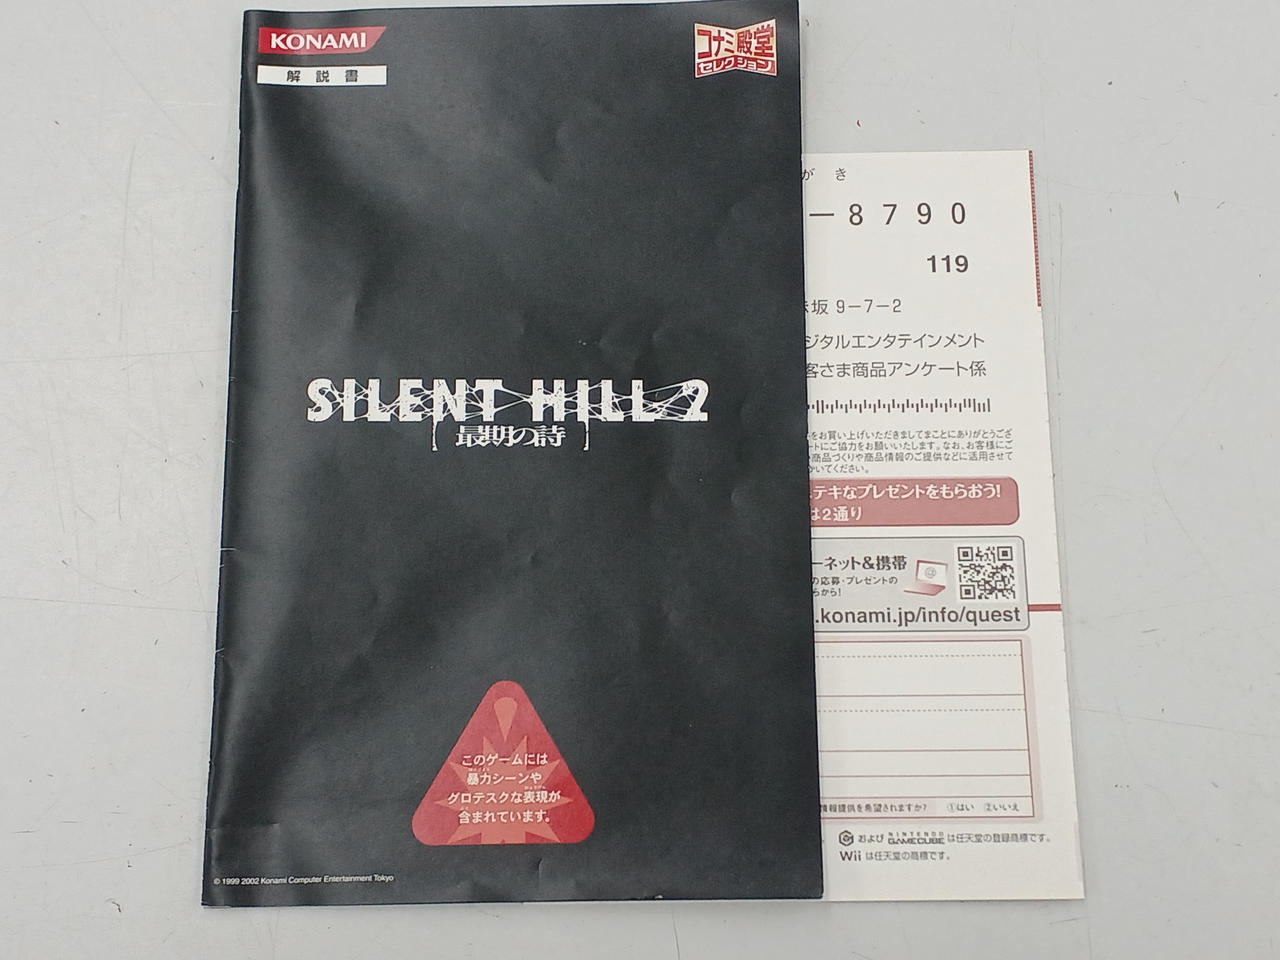 KONAMI
解説書
コナミ殿堂
セレクション
SILENT HILL 2
最期の詩
このゲームには
暴力シーンや
グロテスクな表現が
含まれています。
© 1999 2002 Konami Computer Entertainment Tokyo
がき
-8790
119
坂 9-7-2
ジタルエンタテインメント
客さま商品アンケート係
をお買い上げいただきましてまことにありがとうござ
ートにご協力をお願いいたします。なお、お客様にご
商品づくりや商品情報のご提供などに活用させて
いてください。
テキなプレゼントをもらおう!
は2通り
ーネット&携帯
の応募・プレゼントの
らから!
.konami.jp/info/quest
情報提供を希望されますか? ①はい ②いいえ
および NINTENDO GAMECUBE は任天堂の登録商標です。
Wii は任天堂の商標です。